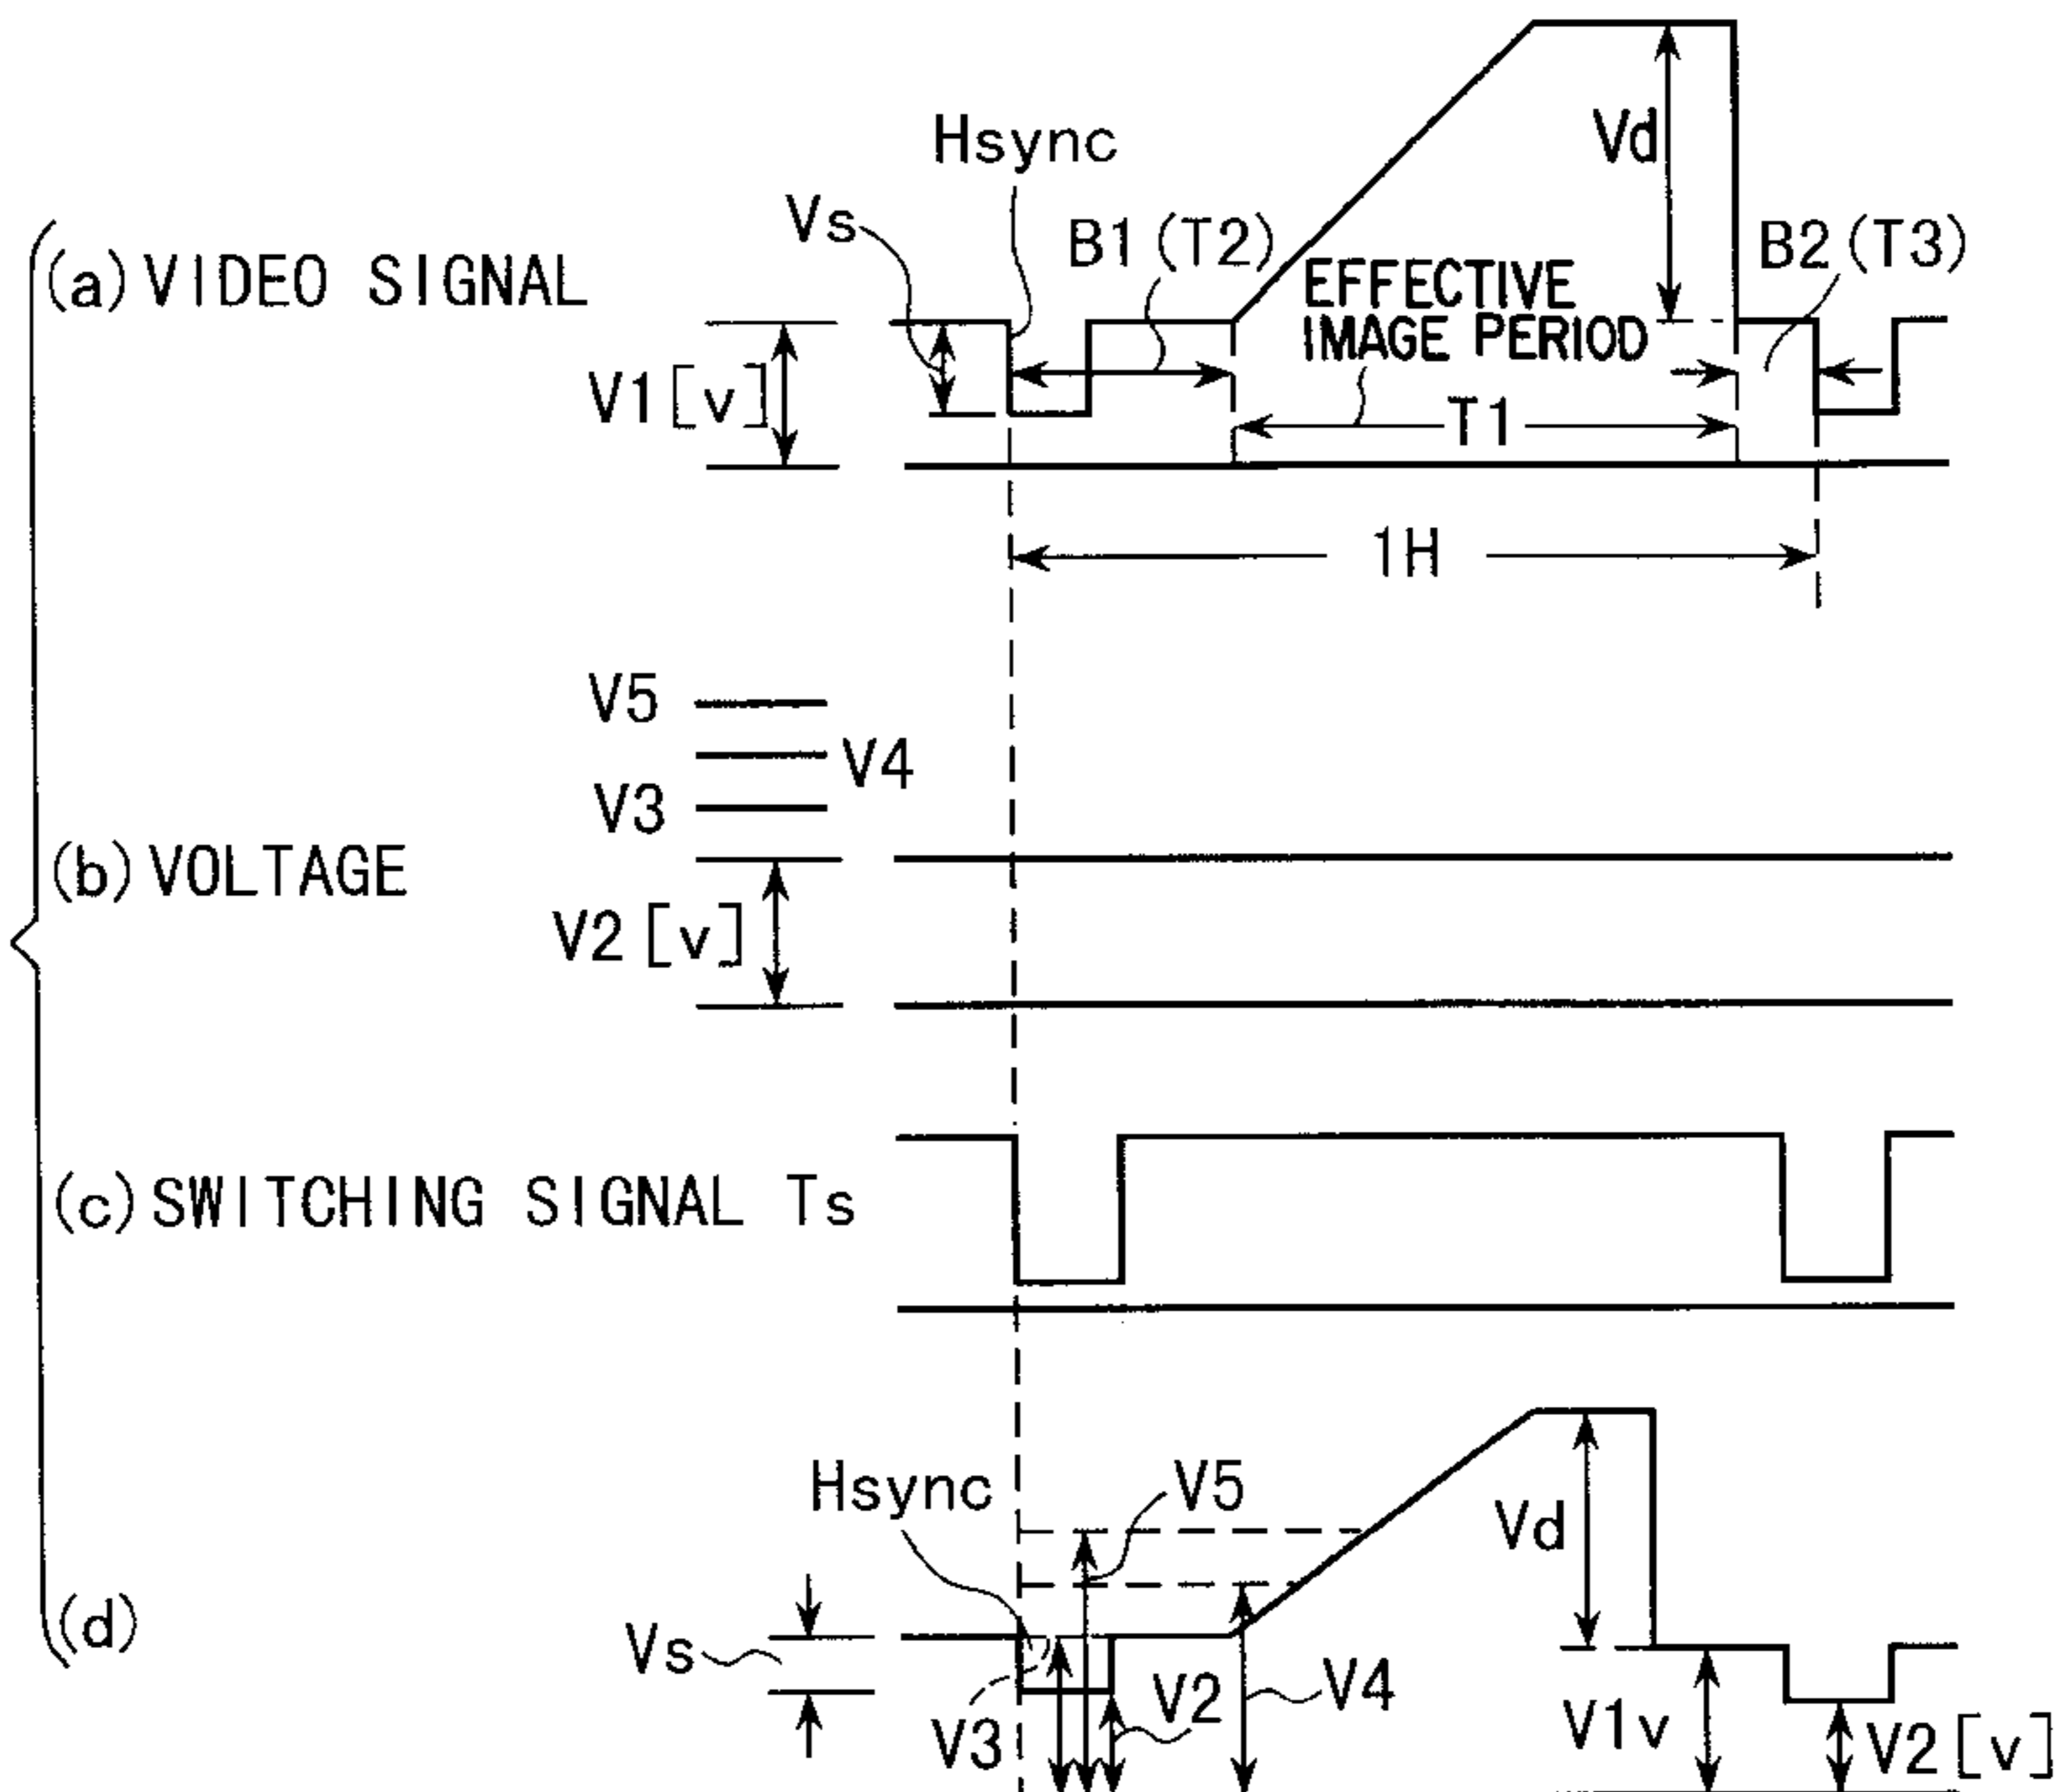 Hsync
Vd
Vs
B1(T2)
B2(T3)
(a) VIDEO SIGNAL
EFFECTIVE
IMAGE PERIOD
V1[v]
T1
1H
V5
V4
V3
(b) VOLTAGE
V2[v]
(c) SWITCHING SIGNAL Ts
Hsync
V5
Vd
(d)
Vs
V3
V2
V4
V1v
V2[v]